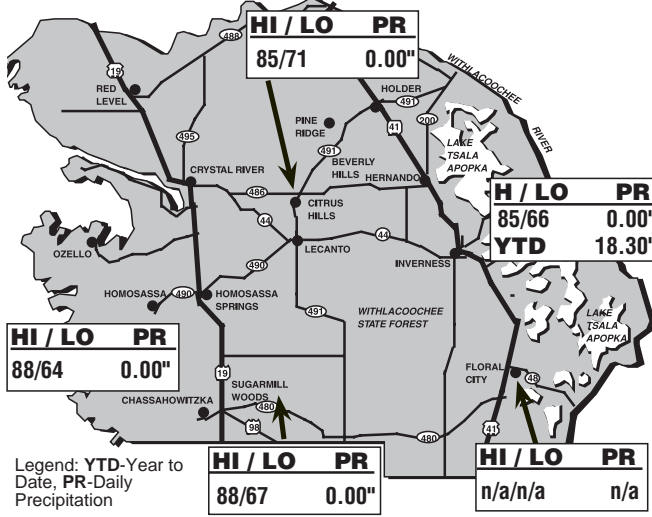 HI / LO PR
85/71 0.00"
488
19
RED
LEVEL
HOLDER
491
WITHLACOOCHEE
RIVER
PINE
RIDGE
41
200
495
491
LAKE
TSALA
APOPKA
BEVERLY
HILLS
CRYSTAL RIVER
HERNANDO
486
CITRUS
HILLS
H / LO PR
85/66 0.00"
YTD 18.30"
44
44
OZELLO
LECANTO
INVERNESS
490
HOMOSASSA
490
HOMOSASSA
SPRINGS
491
WITHLACOOCHEE
STATE FOREST
LAKE
TSALA
APOPKA
HI / LO PR
88/64 0.00"
19
FLORAL
CITY
48
SUGARMILL
WOODS
CHASSAHOWITZKA
480
98
480
41
Legend: YTD-Year to
Date, PR-Daily
Precipitation
HI / LO PR
88/67 0.00"
HI / LO PR
n/a/n/a n/a